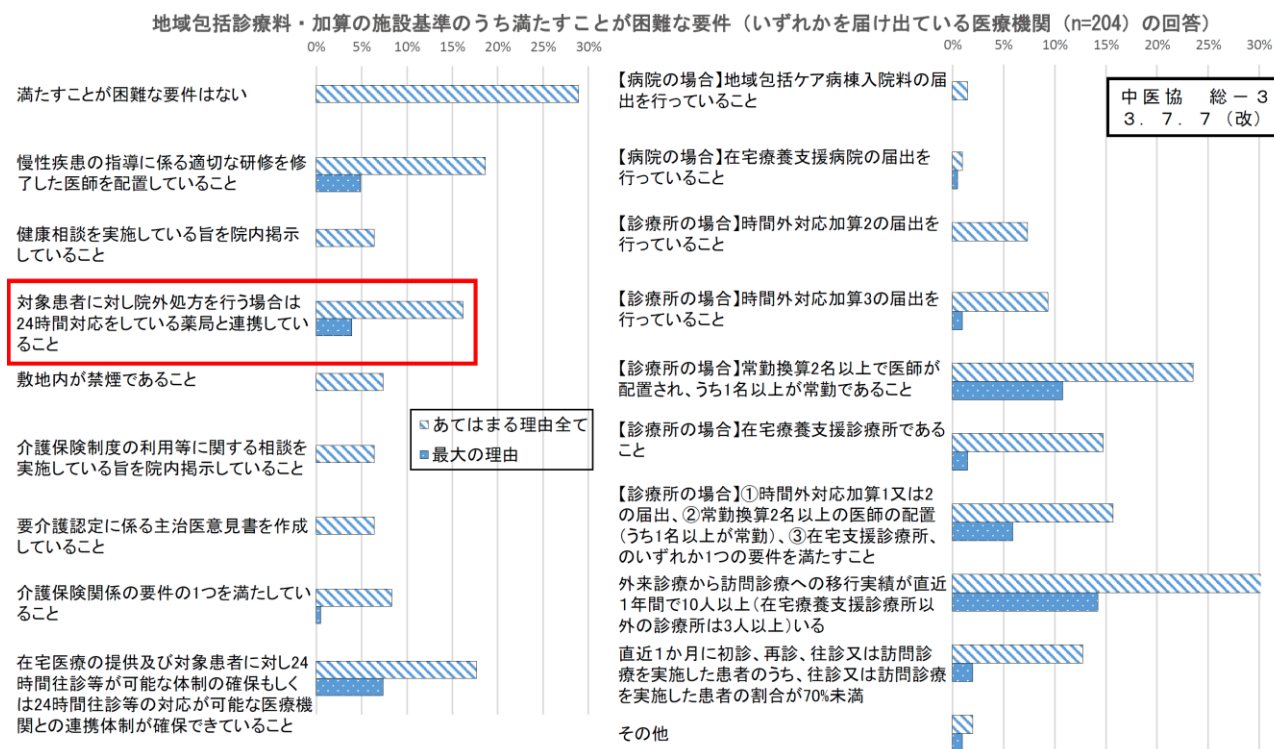 地域包括診療料・加算の施設基準のうち満たすことが困難な要件（いずれかを届け出ている医療機関（n=204）の回答）
0% 5% 10% 15% 20% 25% 30%
満たすことが困難な要件はない
慢性疾患の指導に係る適切な研修を修
了した医師を配置していること
健康相談を実施している旨を院内掲示
していること
対象患者に対し院外処方を行う場合は
24時間対応をしている薬局と連携してい
ること
敷地内が禁煙であること
介護保険制度の利用等に関する相談を
実施している旨を院内掲示していること
要介護認定に係る主治医意見書を作成
していること
介護保険関係の要件の1つを満たしてい
ること
在宅医療の提供及び対象患者に対し24
時間往診等が可能な体制の確保もしく
は24時間往診等の対応が可能な医療機
関との連携体制が確保できていること
あてはまる理由全て
最大の理由
0% 5% 10% 15% 20% 25% 30%
中医協　総－3
3．7．7（改）
【病院の場合】地域包括ケア病棟入院料の届
出を行っていること
【病院の場合】在宅療養支援病院の届出を
行っていること
【診療所の場合】時間外対応加算2の届出を
行っていること
【診療所の場合】時間外対応加算3の届出を
行っていること
【診療所の場合】常勤換算2名以上で医師が
配置され、うち1名以上が常勤であること
【診療所の場合】在宅療養支援診療所である
こと
【診療所の場合】①時間外対応加算1又は2
の届出、②常勤換算2名以上の医師の配置
（うち1名以上が常勤）、③在宅支援診療所、
のいずれか1つの要件を満たすこと
外来診療から訪問診療への移行実績が直近
1年間で10人以上（在宅療養支援診療所以
外の診療所は3人以上）いる
直近1か月に初診、再診、往診又は訪問診
療を実施した患者のうち、往診又は訪問診療
を実施した患者の割合が70%未満
その他